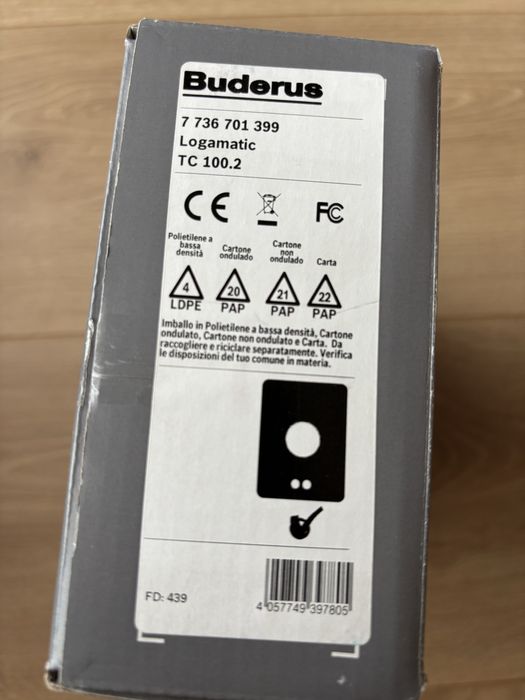 Buderus
7 736 701 399
Logamatic
TC 100.2
CE
FC
Polietilene a
bassa
densità
Cartone
ondulado
Cartone
non
ondulado
Carta
4
LDPE
20
PAP
21
PAP
22
PAP
Imballo in Polietilene a bassa densità, Cartone
ondulato, Cartone non ondulato e Carta. Da
raccogliere e riciclare separatamente. Verifica
le disposizioni del tuo comune in materia.
FD: 439
4 057749 397805